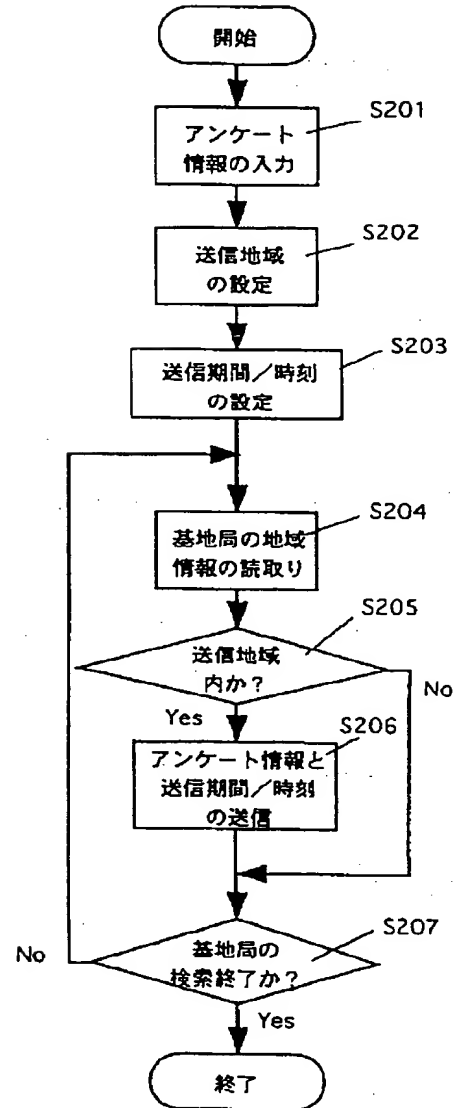 開始
S201
アンケート
情報の入力
S202
送信地域
の設定
S203
送信期間／時刻
の設定
S204
基地局の地域
情報の読取り
S205
送信地域
内か？
No
Yes
S206
アンケート情報と
送信期間／時刻
の送信
S207
基地局の
検索終了か？
No
Yes
終了